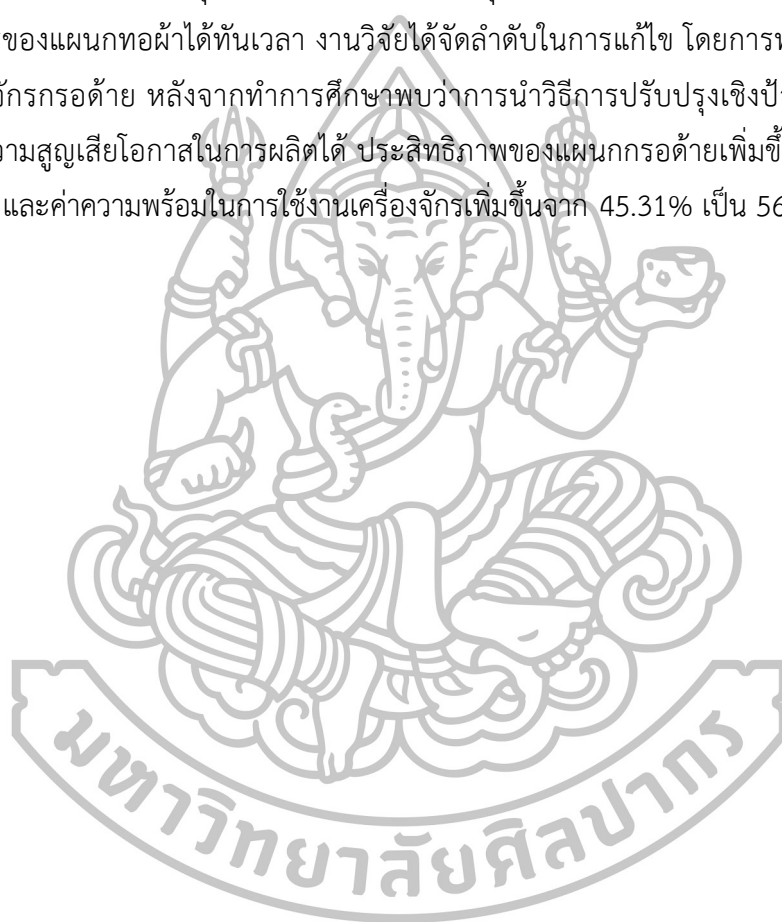 ของแผนกทอผ้าได้ทันเวลา งานวิจัยได้จัดลำดับในการแก้ไข โดยการ
จักรกรอด้าย หลังจากทำการศึกษาพบว่าการนำวิธีการปรับปรุงเชิง
ความสูญเสียโอกาสในการผลิตได้ ประสิทธิภาพของแผนกกรอด้ายเพิ่มขึ้
และค่าความพร้อมในการใช้งานเครื่องจักรเพิ่มขึ้นจาก 45.31% เป็น 56
มหาวิทยาลัยศิลปากร